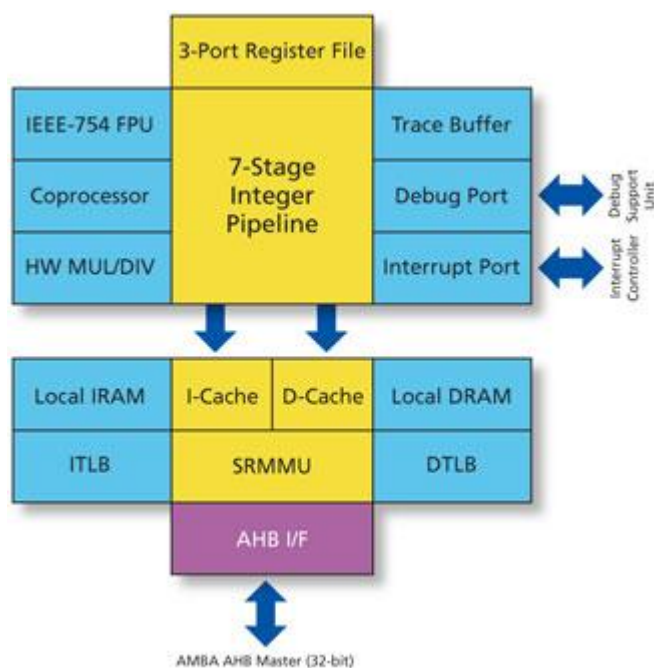 3-Port Register File
IEEE-754 FPU
7-Stage
Integer
Pipeline
Trace Buffer
Coprocessor
Debug Port
Debug
Support
Unit
HW MUL/DIV
Interrupt Port
Interrupt
Controller
Local IRAM
I-Cache
D-Cache
Local DRAM
ITLB
SRMMU
DTLB
AHB I/F
AMBA AHB Master (32-bit)